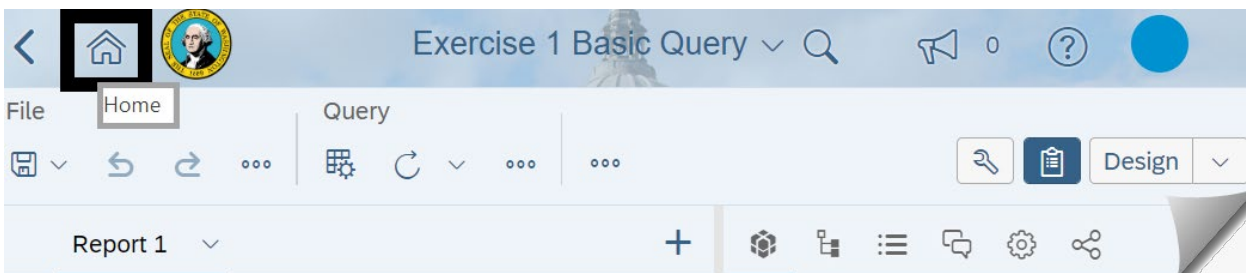 Exercise 1 Basic Query
0
?
Home
File
Query
Design
Report 1